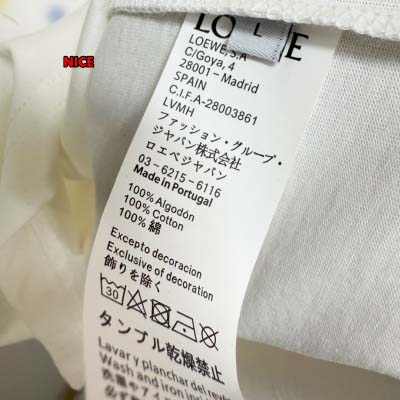 NICE
LOEWE
L
LOEWE, S.A
C/Goya, 4
28001 - Madrid
SPAIN
C.I.F.A-28003861
LVMH
ファッション・グループ・
ジャパン株式会社
ロエベジャパン
03-6215-6116
Made in Portugal
100% Algodón
100% Cotton
100% 綿
Excepto decoracion
Exclusive of decoration
飾りを除く
30
タンブル乾燥禁止
Lavar y planchar del revés
Wash and iron